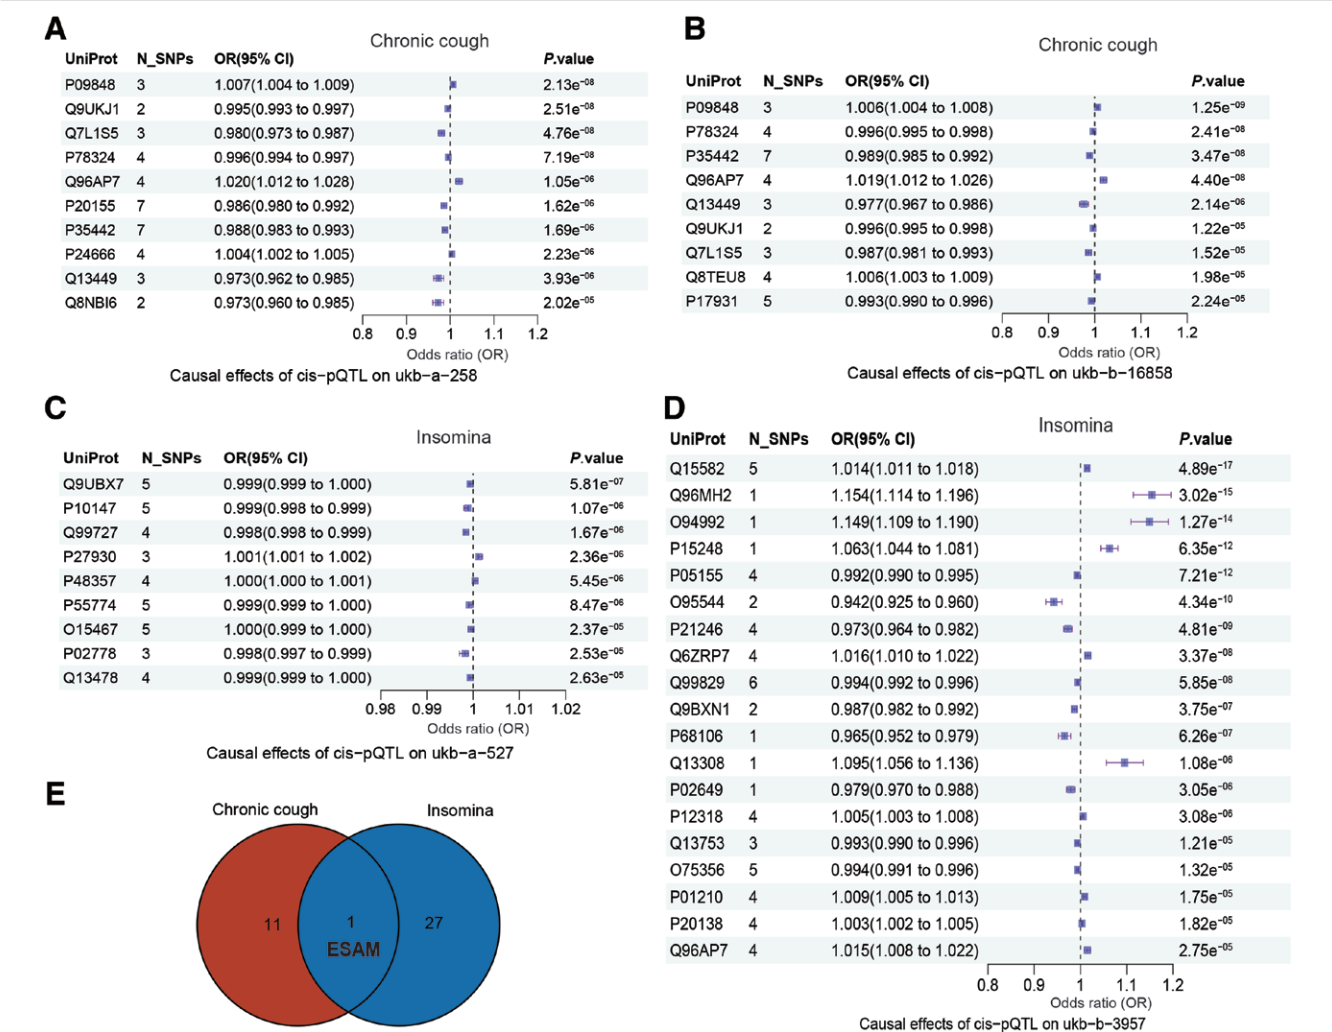 A
Chronic cough
UniProt N_SNPs OR(95% CI) P.value
P09848 3 1.007(1.004 to 1.009) 2.13e⁻⁰⁸
Q9UKJ1 2 0.995(0.993 to 0.997) 2.51e⁻⁰⁸
Q7L1S5 3 0.980(0.973 to 0.987) 4.76e⁻⁰⁸
P78324 4 0.996(0.994 to 0.997) 7.19e⁻⁰⁸
Q96AP7 4 1.020(1.012 to 1.028) 1.05e⁻⁰⁶
P20155 7 0.986(0.980 to 0.992) 1.62e⁻⁰⁶
P35442 7 0.988(0.983 to 0.993) 1.69e⁻⁰⁶
P24666 4 1.004(1.002 to 1.005) 2.23e⁻⁰⁶
Q13449 3 0.973(0.962 to 0.985) 3.93e⁻⁰⁶
Q8NBI6 2 0.973(0.960 to 0.985) 2.02e⁻⁰⁵
0.8 0.9 1 1.1 1.2
Odds ratio (OR)
Causal effects of cis−pQTL on ukb−a−258
B
Chronic cough
UniProt N_SNPs OR(95% CI) P.value
P09848 3 1.006(1.004 to 1.008) 1.25e⁻⁰⁹
P78324 4 0.996(0.995 to 0.998) 2.41e⁻⁰⁸
P35442 7 0.989(0.985 to 0.992) 3.47e⁻⁰⁸
Q96AP7 4 1.019(1.012 to 1.026) 4.40e⁻⁰⁸
Q13449 3 0.977(0.967 to 0.986) 2.14e⁻⁰⁶
Q9UKJ1 2 0.996(0.995 to 0.998) 1.22e⁻⁰⁵
Q7L1S5 3 0.987(0.981 to 0.993) 1.52e⁻⁰⁵
Q8TEU8 4 1.006(1.003 to 1.009) 1.98e⁻⁰⁵
P17931 5 0.993(0.990 to 0.996) 2.24e⁻⁰⁵
0.8 0.9 1 1.1 1.2
Odds ratio (OR)
Causal effects of cis−pQTL on ukb−b−16858
C
Insomina
UniProt N_SNPs OR(95% CI) P.value
Q9UBX7 5 0.999(0.999 to 1.000) 5.81e⁻⁰⁷
P10147 5 0.999(0.998 to 0.999) 1.07e⁻⁰⁶
Q99727 4 0.998(0.998 to 0.999) 1.67e⁻⁰⁶
P27930 3 1.001(1.001 to 1.002) 2.36e⁻⁰⁶
P48357 4 1.000(1.000 to 1.001) 5.45e⁻⁰⁶
P55774 5 0.999(0.999 to 1.000) 8.47e⁻⁰⁶
O15467 5 1.000(0.999 to 1.000) 2.37e⁻⁰⁵
P02778 3 0.998(0.997 to 0.999) 2.53e⁻⁰⁵
Q13478 4 0.999(0.999 to 1.000) 2.63e⁻⁰⁵
0.98 0.99 1 1.01 1.02
Odds ratio (OR)
Causal effects of cis−pQTL on ukb−a−527
D
Insomina
UniProt N_SNPs OR(95% CI) P.value
Q15582 5 1.014(1.011 to 1.018) 4.89e⁻¹⁷
Q96MH2 1 1.154(1.114 to 1.196) 3.02e⁻¹⁵
O94992 1 1.149(1.109 to 1.190) 1.27e⁻¹⁴
P15248 1 1.063(1.044 to 1.081) 6.35e⁻¹²
P05155 4 0.992(0.990 to 0.995) 7.21e⁻¹²
O95544 2 0.942(0.925 to 0.960) 4.34e⁻¹⁰
P21246 4 0.973(0.964 to 0.982) 4.81e⁻⁰⁹
Q6ZRP7 4 1.016(1.010 to 1.022) 3.37e⁻⁰⁸
Q99829 6 0.994(0.992 to 0.996) 5.85e⁻⁰⁸
Q9BXN1 2 0.987(0.982 to 0.992) 3.75e⁻⁰⁷
P68106 1 0.965(0.952 to 0.979) 6.26e⁻⁰⁷
Q13308 1 1.095(1.056 to 1.136) 1.08e⁻⁰⁶
P02649 1 0.979(0.970 to 0.988) 3.05e⁻⁰⁶
P12318 4 1.005(1.003 to 1.008) 3.08e⁻⁰⁶
Q13753 3 0.993(0.990 to 0.996) 1.21e⁻⁰⁵
O75356 5 0.994(0.991 to 0.996) 1.32e⁻⁰⁵
P01210 4 1.009(1.005 to 1.013) 1.75e⁻⁰⁵
P20138 4 1.003(1.002 to 1.005) 1.82e⁻⁰⁵
Q96AP7 4 1.015(1.008 to 1.022) 2.75e⁻⁰⁵
0.8 0.9 1 1.1 1.2
Odds ratio (OR)
Causal effects of cis−pQTL on ukb−b−3957
E
Chronic cough Insomina
11 1 27
ESAM